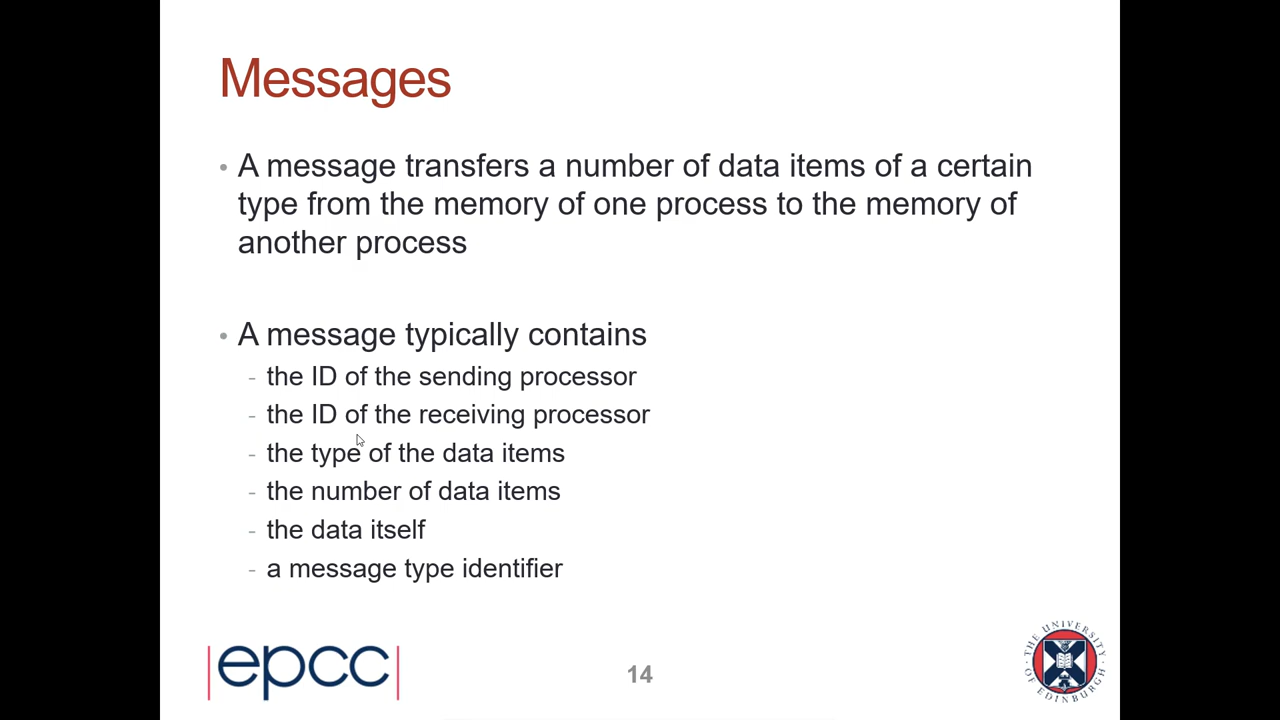 Messages
• A message transfers a number of data items of a certain
type from the memory of one process to the memory of
another process
• A message typically contains
- the ID of the sending processor
- the ID of the receiving processor
- the type of the data items
- the number of data items
- the data itself
- a message type identifier
|epcc|
14
THE UNIVERSITY OF EDINBURGH